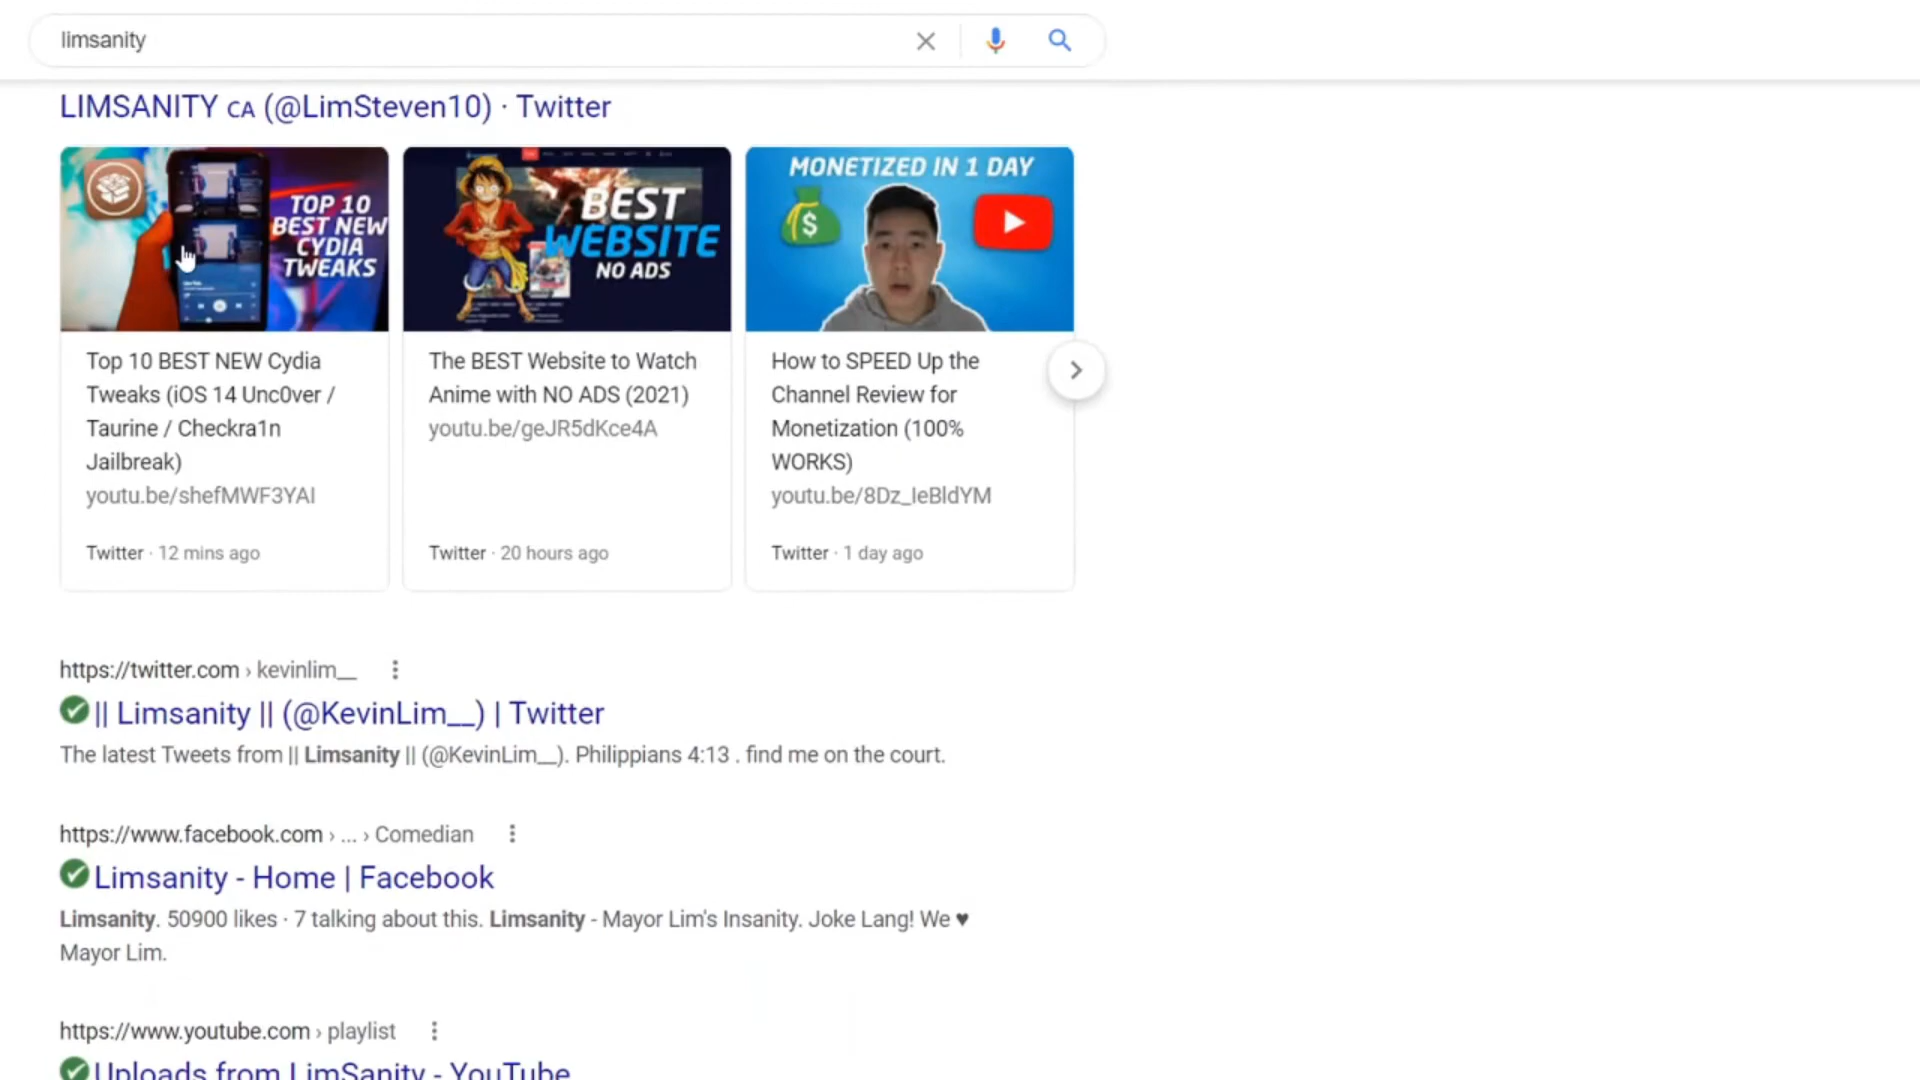 limsanity
LIMSANITY CA (@LimSteven10) · Twitter
TOP 10
BEST NEW
CYDIA
TWEAKS
BEST
WEBSITE
NO ADS
MONETIZED IN 1 DAY
$
Top 10 BEST NEW Cydia
Tweaks (iOS 14 Unc0ver /
Taurine / Checkra1n
Jailbreak)
youtu.be/shefMWF3YAI
Twitter · 12 mins ago
The BEST Website to Watch
Anime with NO ADS (2021)
youtu.be/geJR5dKce4A
Twitter · 20 hours ago
How to SPEED Up the
Channel Review for
Monetization (100%
WORKS)
youtu.be/8Dz_IeBldYM
Twitter · 1 day ago
https://twitter.com › kevinlim__
|| Limsanity || (@KevinLim__) | Twitter
The latest Tweets from || Limsanity || (@KevinLim__). Philippians 4:13 . find me on the court.
https://www.facebook.com › ... › Comedian
Limsanity - Home | Facebook
Limsanity. 50900 likes · 7 talking about this. Limsanity - Mayor Lim's Insanity. Joke Lang! We ♥
Mayor Lim.
https://www.youtube.com › playlist
Uploads from LimSanity - YouTube